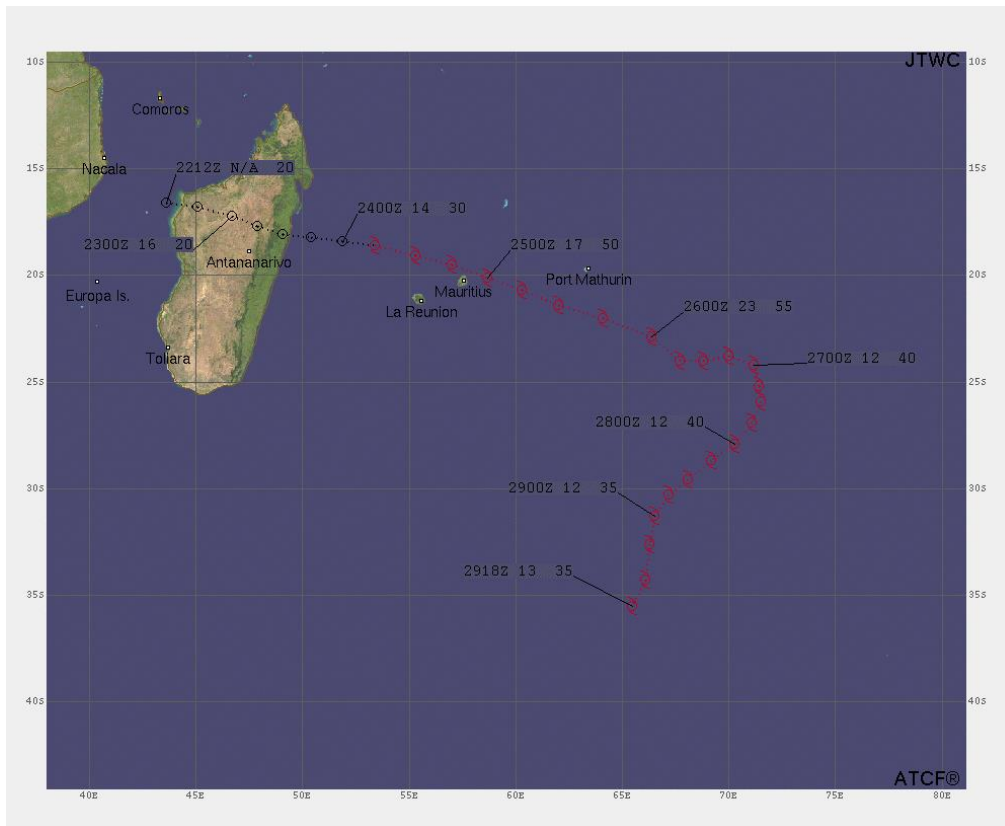 10S
JTWC
10S
Comoros
Nacala
15S
2212Z N/A 20
15S
2400Z 14 30
2300Z 16 20
2500Z 17 50
Antananarivo
20S
Port Mathurin
20S
Europa Is.
Mauritius
La Reunion
2600Z 23 55
Toliara
2700Z 12 40
25S
25S
2800Z 12 40
30S
2900Z 12 35
30S
2918Z 13 35
35S
35S
40S
40S
ATCF®
40E
45E
50E
55E
60E
65E
70E
75E
80E